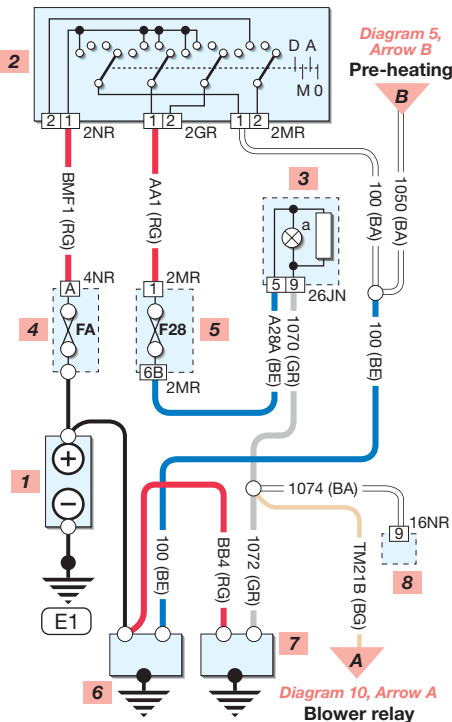 Diagram 5,
Arrow B
Pre-heating
B
2
D A
M 0
2 1
2NR
1 2
2GR
1 2
2MR
BMF1 (RG)
AA1 (RG)
100 (BA)
1050 (BA)
3
a
5 9
26JN
A28A (BE)
1070 (GR)
100 (BE)
4
A
4NR
FA
1
2MR
F28
5
6B
2MR
1
+
−
E1
100 (BE)
BB4 (RG)
1072 (GR)
1074 (BA)
9
16NR
8
TM21B (BG)
6
7
A
Diagram 10, Arrow A
Blower relay